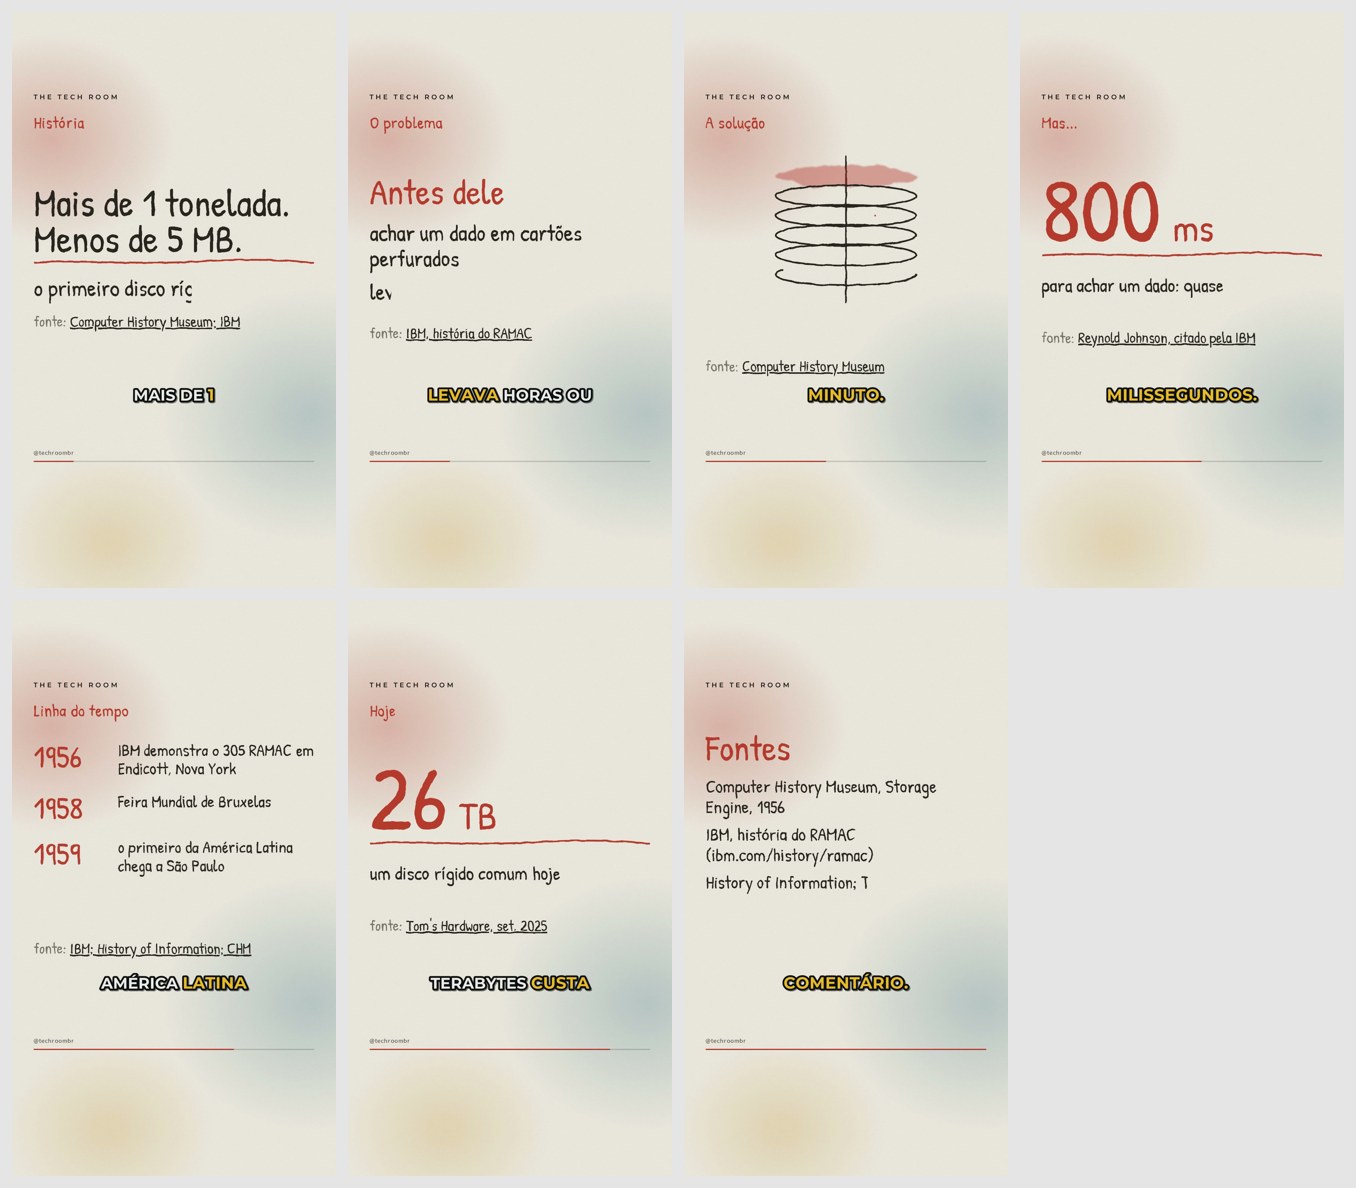 THE TECH ROOM
História
Mais de 1 tonelada.
Menos de 5 MB.
o primeiro disco ríg
fonte: Computer History Museum; IBM
MAIS DE 1
@techroombr
THE TECH ROOM
O problema
Antes dele
achar um dado em cartões
perfurados
lev
fonte: IBM, história do RAMAC
LEVAVA HORAS OU
@techroombr
THE TECH ROOM
A solução
fonte: Computer History Museum
MINUTO.
@techroombr
THE TECH ROOM
Mas...
800 ms
para achar um dado: quase
fonte: Reynold Johnson, citado pela IBM
MILISSEGUNDOS.
@techroombr
THE TECH ROOM
Linha do tempo
1956 IBM demonstra o 305 RAMAC em
Endicott, Nova York
1958 Feira Mundial de Bruxelas
1959 o primeiro da América Latina
chega a São Paulo
fonte: IBM; History of Information; CHM
AMÉRICA LATINA
@techroombr
THE TECH ROOM
Hoje
26 TB
um disco rígido comum hoje
fonte: Tom's Hardware, set. 2025
TERABYTES CUSTA
@techroombr
THE TECH ROOM
Fontes
Computer History Museum, Storage
Engine, 1956
IBM, história do RAMAC
(ibm.com/history/ramac)
History of Information; T
COMENTÁRIO.
@techroombr